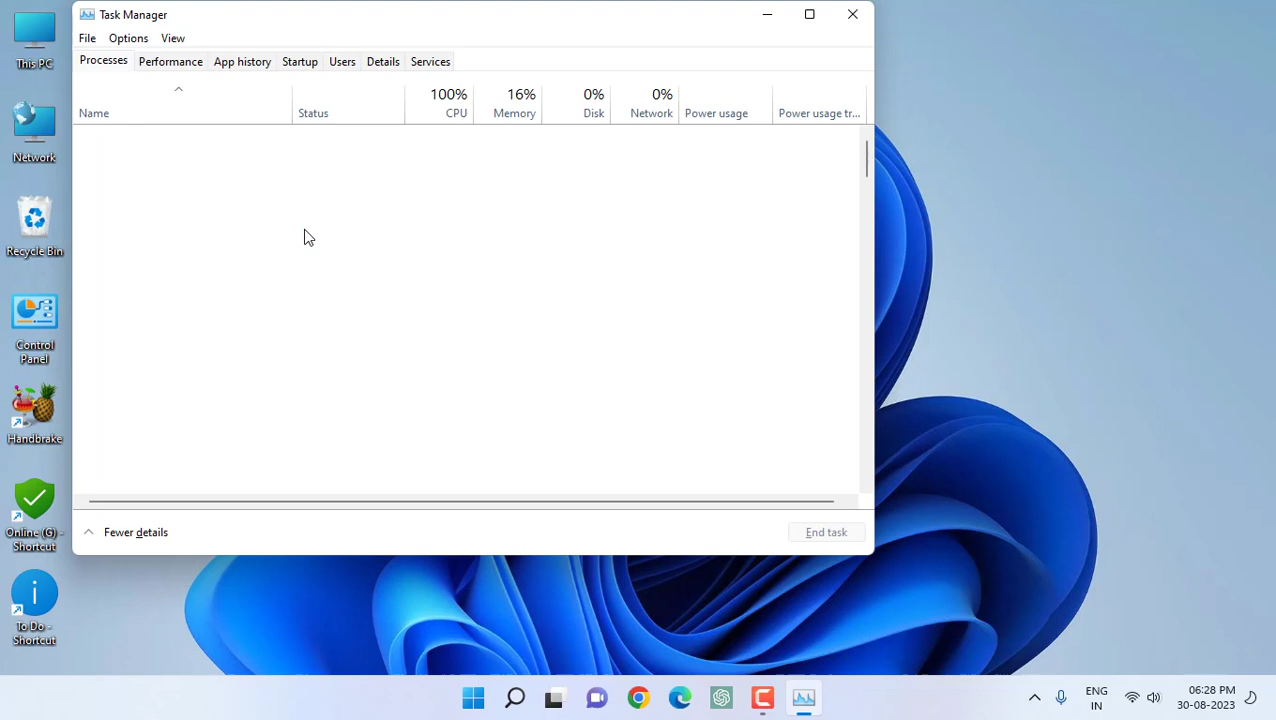 This PC
Network
Recycle Bin
Control
Panel
Handbrake
Online (G) -
Shortcut
To Do -
Shortcut
Task Manager
File Options View
Processes Performance App history Startup Users Details Services
100% 16% 0% 0%
Name Status CPU Memory Disk Network Power usage Power usage tr...
Fewer details End task
ENG
IN
06:28 PM
30-08-2023